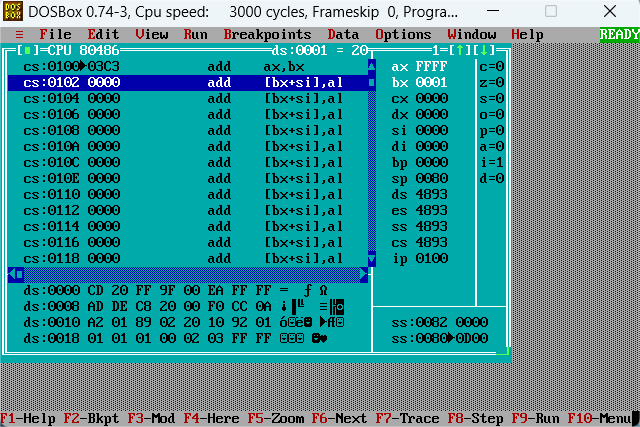 DOSBox 0.74-3, Cpu speed:    3000 cycles, Frameskip  0, Progra...
≡  File  Edit  View  Run  Breakpoints  Data  Options  Window  Help  READY
[■]=CPU 80486  ds:0001 = 20  1=[↑][↓]
cs:0100►03C3  add  ax,bx  ax FFFF  c=0
cs:0102 0000  add  [bx+si],al  bx 0001  z=0
cs:0104 0000  add  [bx+si],al  cx 0000  s=0
cs:0106 0000  add  [bx+si],al  dx 0000  o=0
cs:0108 0000  add  [bx+si],al  si 0000  p=0
cs:010A 0000  add  [bx+si],al  di 0000  a=0
cs:010C 0000  add  [bx+si],al  bp 0000  i=1
cs:010E 0000  add  [bx+si],al  sp 0080  d=0
cs:0110 0000  add  [bx+si],al  ds 4893
cs:0112 0000  add  [bx+si],al  es 4893
cs:0114 0000  add  [bx+si],al  ss 4893
cs:0116 0000  add  [bx+si],al  cs 4893
cs:0118 0000  add  [bx+si],al  ip 0100
ds:0000 CD 20 FF 9F 00 EA FF FF = ƒ Ω
ds:0008 AD DE C8 20 00 F0 CC 0A
ds:0010 A2 01 89 02 20 10 92 01  ss:0082 0000
ds:0018 01 01 01 00 02 03 FF FF  ss:0080►0D00
F1-Help F2-Bkpt F3-Mod F4-Here F5-Zoom F6-Next F7-Trace F8-Step F9-Run F10-Menu